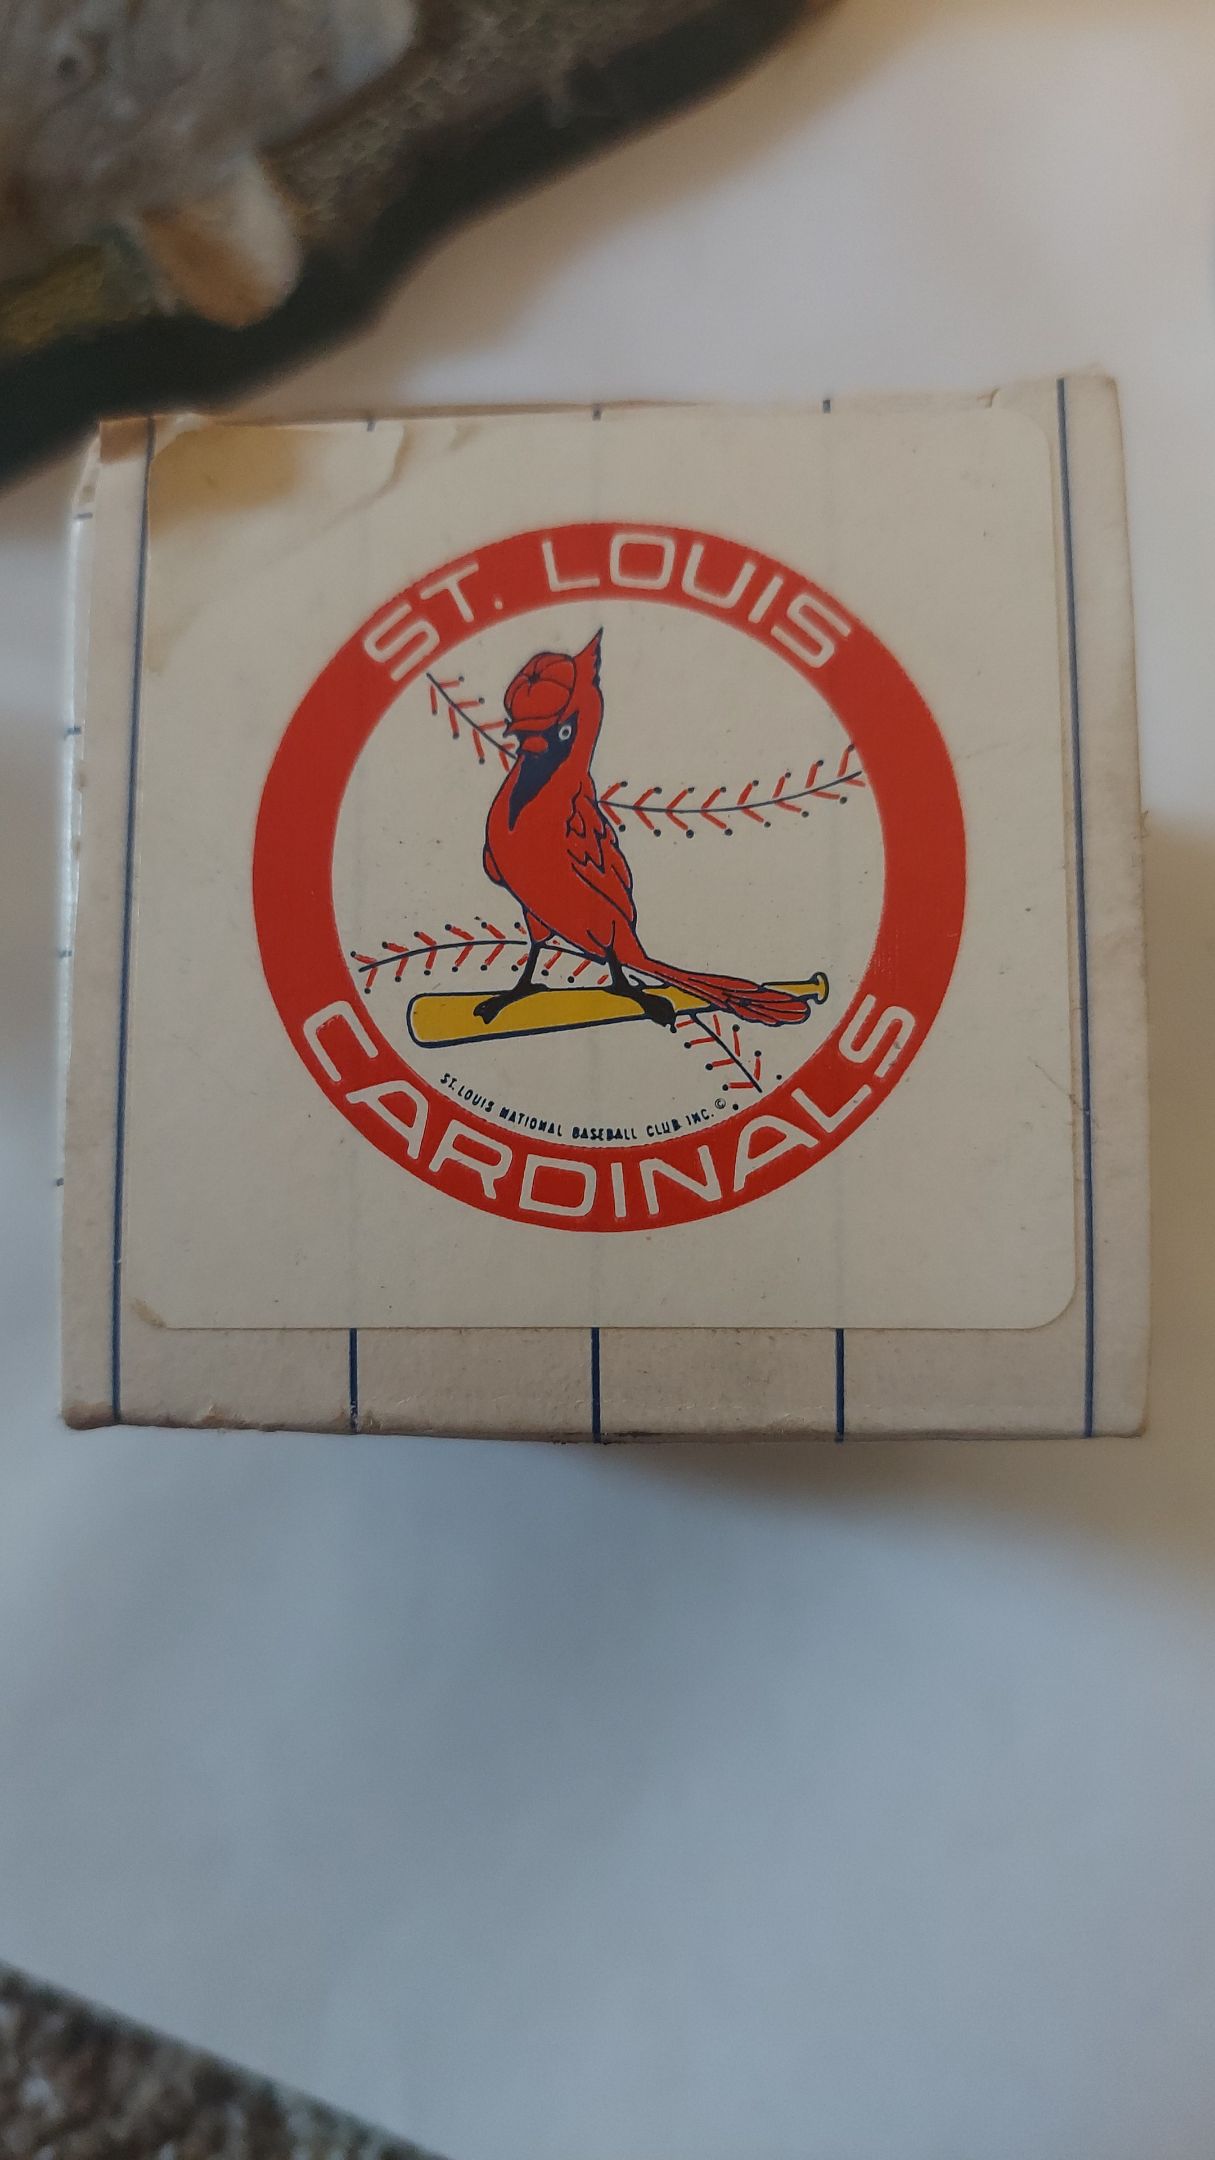 ST. LOUIS
ST. LOUIS NATIONAL BASEBALL CLUB INC. ©
CARDINALS